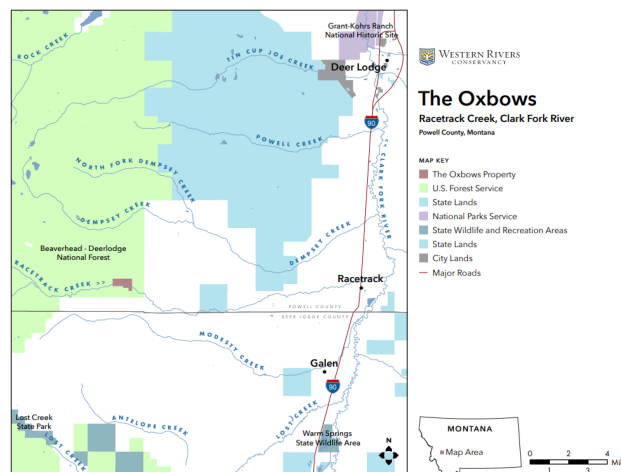 Grant-Kohrs Ranch
National Historic Site
ROCK CREEK
TIN CUP JOE CREEK
Deer Lodge
90
POWELL CREEK
<< CLARK FORK RIVER
NORTH FORK DEMPSEY CREEK
DEMPSEY CREEK
DEMPSEY CREEK
Beaverhead - Deerlodge
National Forest
RACETRACK CREEK >>
Racetrack
POWELL COUNTY
DEER LODGE COUNTY
MODESTY CREEK
Galen
90
LOST CREEK
Lost Creek
State Park
ANTELOPE CREEK
LOST CREEK
Warm Springs
State Wildlife Area
N
WESTERN RIVERS
CONSERVANCY
The Oxbows
Racetrack Creek, Clark Fork River
Powell County, Montana
MAP KEY
The Oxbows Property
U.S. Forest Service
State Lands
National Parks Service
State Wildlife and Recreation Areas
State Lands
City Lands
Major Roads
MONTANA
Map Area
0 2 4
Mi